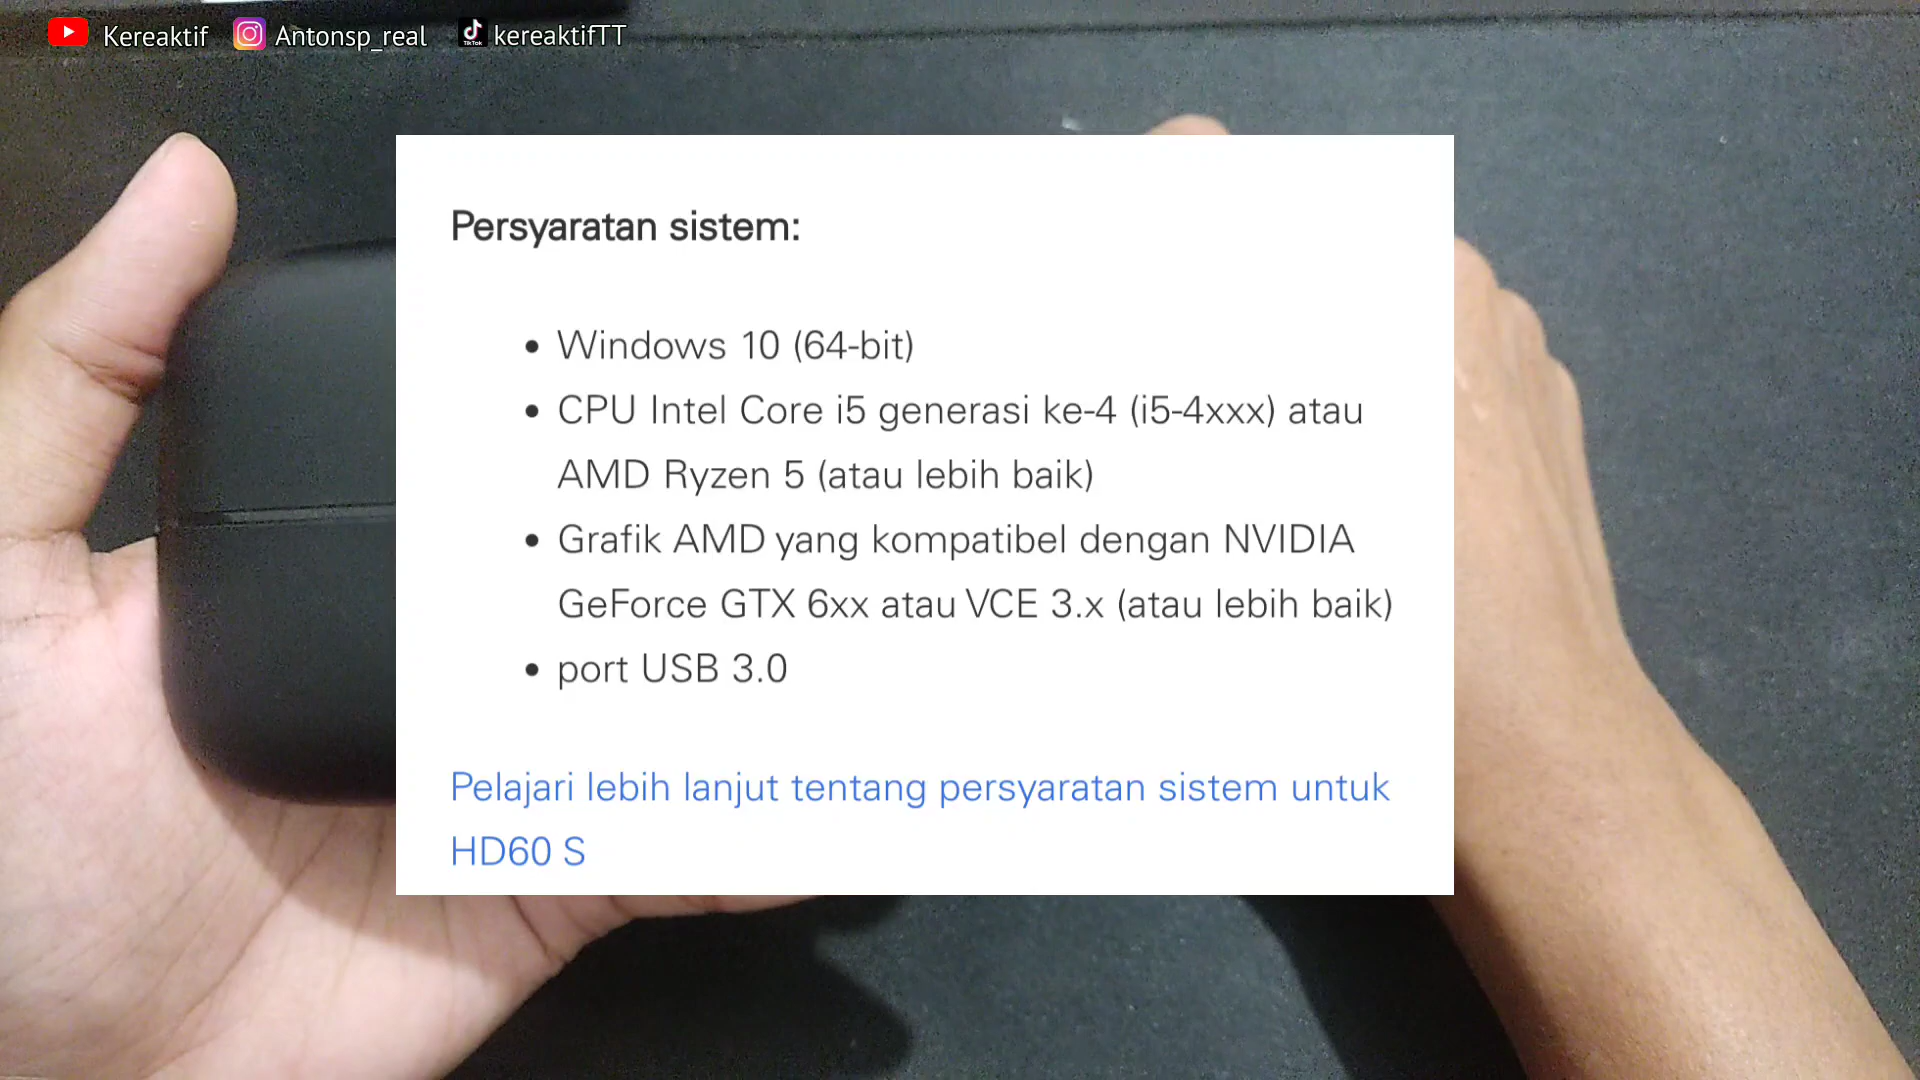 Kereaktif Antonsp_real kereaktifTT
Persyaratan sistem:
• Windows 10 (64-bit)
• CPU Intel Core i5 generasi ke-4 (i5-4xxx) atau
AMD Ryzen 5 (atau lebih baik)
• Grafik AMD yang kompatibel dengan NVIDIA
GeForce GTX 6xx atau VCE 3.x (atau lebih baik)
• port USB 3.0
Pelajari lebih lanjut tentang persyaratan sistem untuk
HD60 S